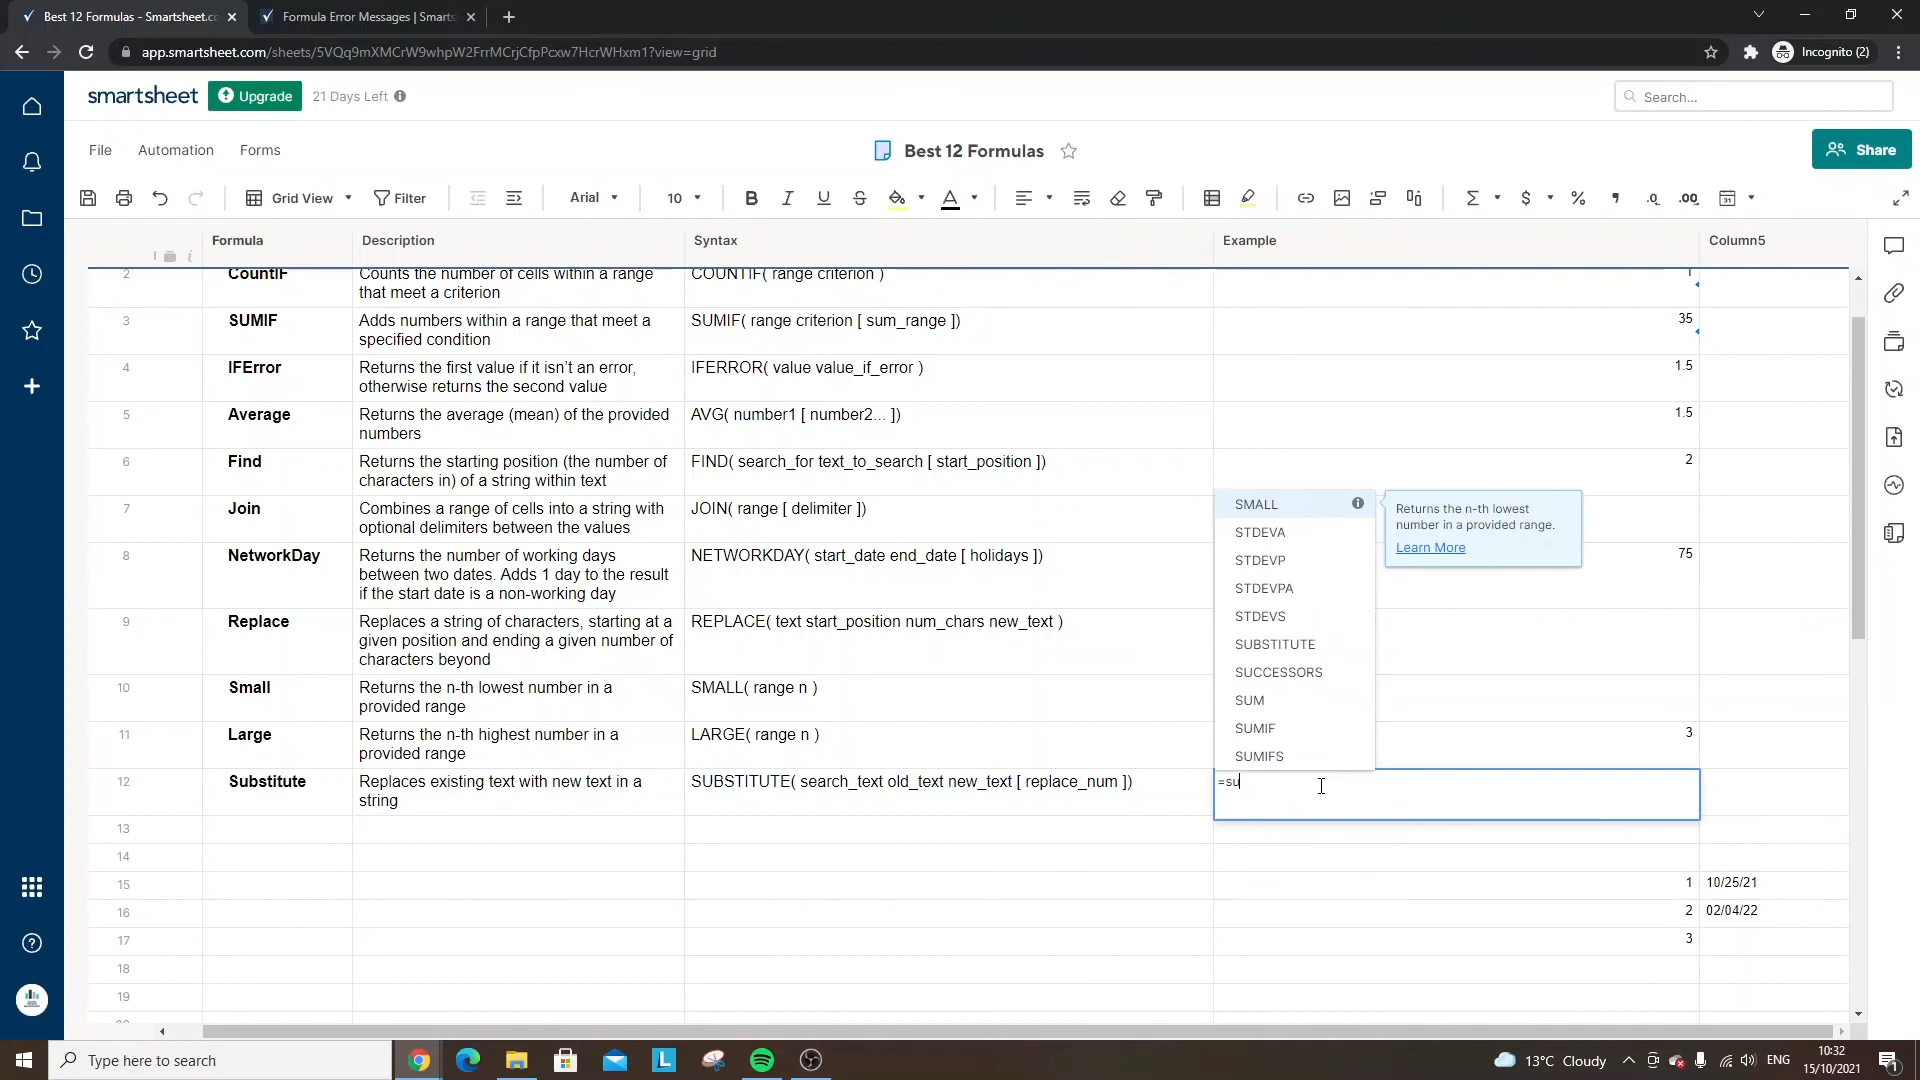 Best 12 Formulas - Smartsheet.co
Formula Error Messages | Smarts
app.smartsheet.com/sheets/5VQq9mXMCrW9whpW2FrrMCrjCfpPcxw7HcrWHxm1?view=grid
Incognito (2)
smartsheet
Upgrade
21 Days Left
Search...
File
Automation
Forms
Best 12 Formulas
Share
Grid View
Filter
Arial
10
Formula
Description
Syntax
Example
Column5
2
CountIF
Counts the number of cells within a range
that meet a criterion
COUNTIF( range criterion )
1
3
SUMIF
Adds numbers within a range that meet a
specified condition
SUMIF( range criterion [ sum_range ])
35
4
IFError
Returns the first value if it isn't an error,
otherwise returns the second value
IFERROR( value value_if_error )
1.5
5
Average
Returns the average (mean) of the provided
numbers
AVG( number1 [ number2... ])
1.5
6
Find
Returns the starting position (the number of
characters in) of a string within text
FIND( search_for text_to_search [ start_position ])
2
7
Join
Combines a range of cells into a string with
optional delimiters between the values
JOIN( range [ delimiter ])
8
NetworkDay
Returns the number of working days
between two dates. Adds 1 day to the result
if the start date is a non-working day
NETWORKDAY( start_date end_date [ holidays ])
75
9
Replace
Replaces a string of characters, starting at a
given position and ending a given number of
characters beyond
REPLACE( text start_position num_chars new_text )
10
Small
Returns the n-th lowest number in a
provided range
SMALL( range n )
11
Large
Returns the n-th highest number in a
provided range
LARGE( range n )
3
12
Substitute
Replaces existing text with new text in a
string
SUBSTITUTE( search_text old_text new_text [ replace_num ])
=su
SMALL
STDEVA
STDEVP
STDEVPA
STDEVS
SUBSTITUTE
SUCCESSORS
SUM
SUMIF
SUMIFS
Returns the n-th lowest
number in a provided range.
Learn More
13
14
15
1
10/25/21
16
2
02/04/22
17
3
18
19
Type here to search
13°C Cloudy
ENG
10:32
15/10/2021